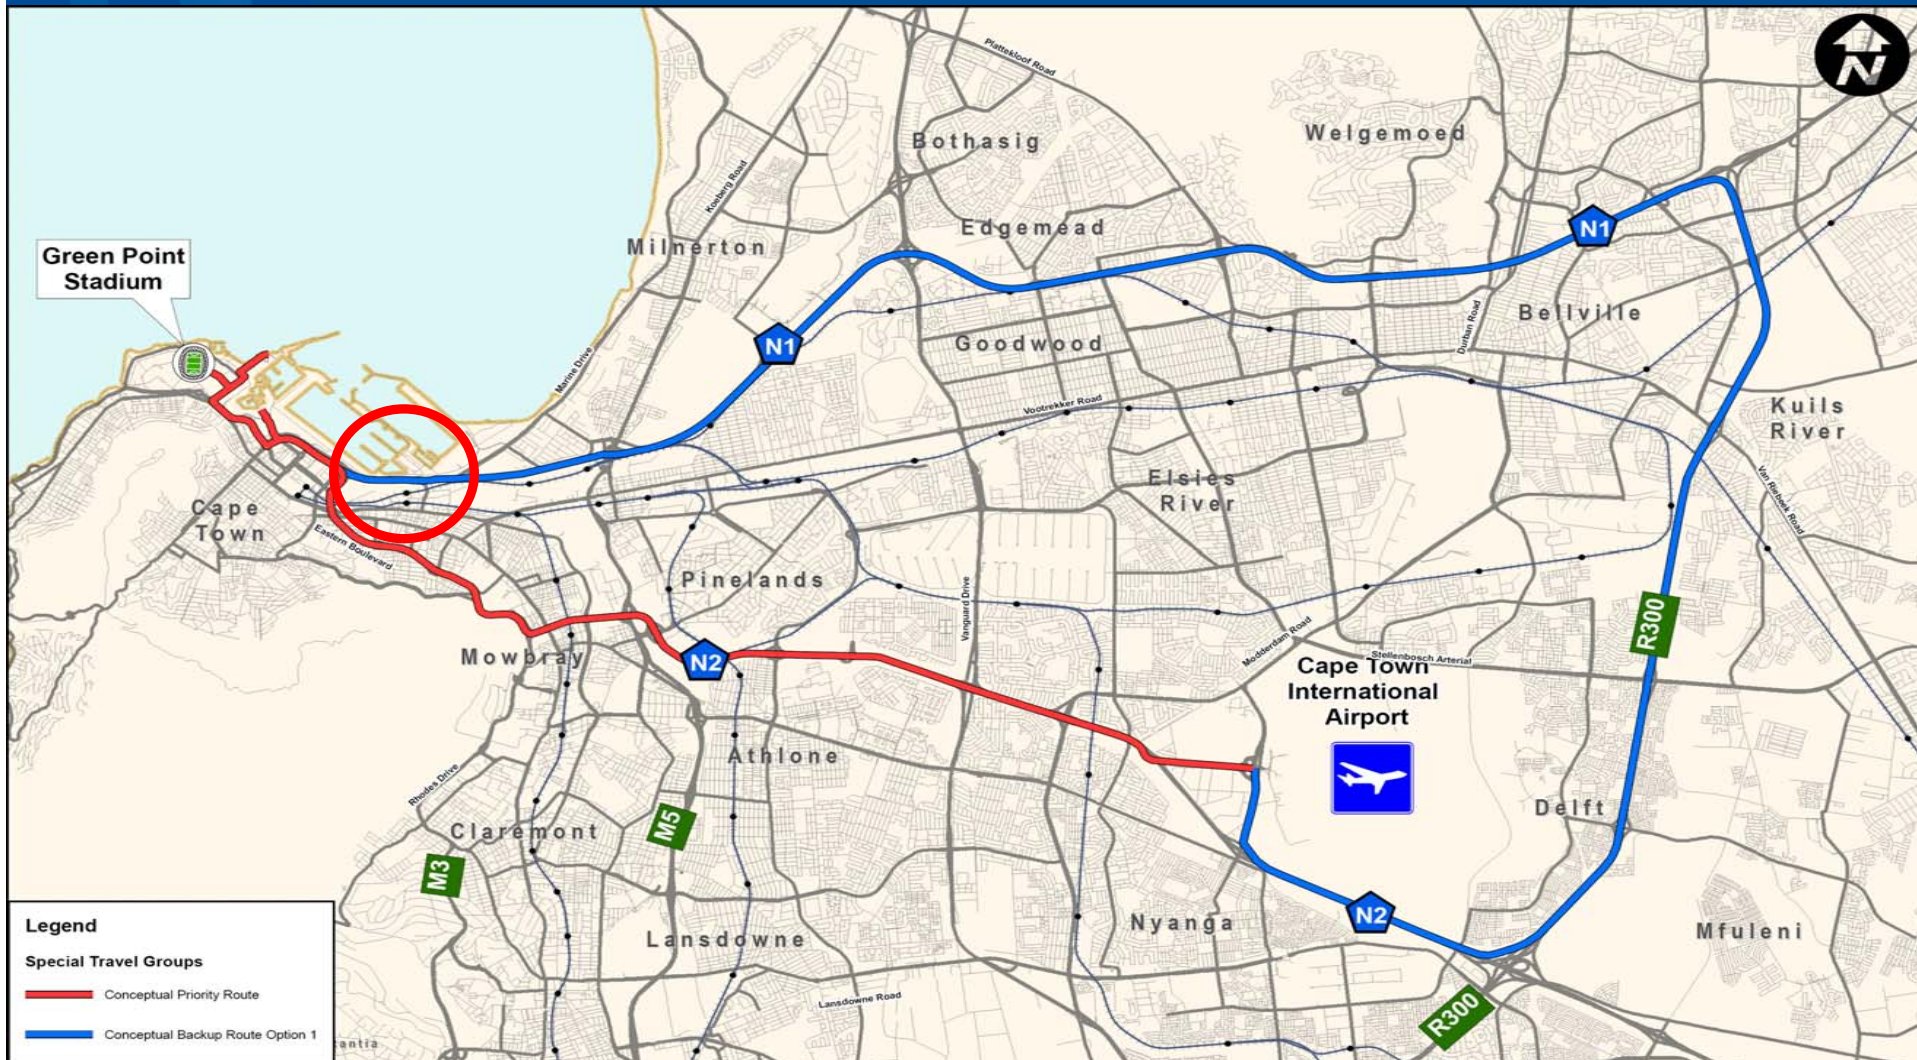 Plattekloof Road
N
Welgemoed
Bothasig
Koeberg Road
Edgemead
N1
Milnerton
Green Point
Stadium
Bellville
Durban Road
N1
Goodwood
Marine Drive
Vootrekker Road
Kuils
River
Elsies
River
Van Riebeek Road
Cape
Town
Eastern Boulevard
Pinelands
Vanguard Drive
R300
Modderdam Road
Stellenbosch Arterial
Mowbray
N2
Cape Town
International
Airport
Athlone
Rhodes Drive
Delft
M5
Claremont
M3
Nyanga
N2
Mfuleni
Lansdowne
Lansdowne Road
R300
Legend
Special Travel Groups
Conceptual Priority Route
Conceptual Backup Route Option 1
antia